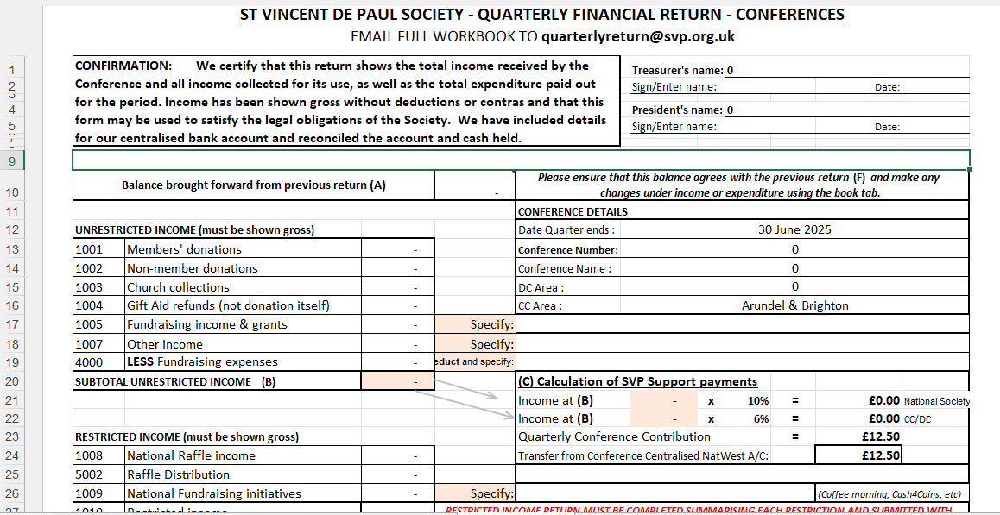 ST VINCENT DE PAUL SOCIETY - QUARTERLY FINANCIAL RETURN - CONFERENCES
EMAIL FULL WORKBOOK TO quarterlyreturn@svp.org.uk
1 CONFIRMATION: We certify that this return shows the total income received by the Treasurer's name: 0
2 Conference and all income collected for its use, as well as the total expenditure paid out Sign/Enter name: Date:
for the period. Income has been shown gross without deductions or contras and that this
4 form may be used to satisfy the legal obligations of the Society. We have included details President's name: 0
5 for our centralised bank account and reconciled the account and cash held. Sign/Enter name: Date:
9
Please ensure that this balance agrees with the previous return (F) and make any
10 Balance brought forward from previous return (A) - changes under income or expenditure using the book tab.
11 CONFERENCE DETAILS
12 UNRESTRICTED INCOME (must be shown gross) Date Quarter ends : 30 June 2025
13 1001 Members' donations - Conference Number: 0
14 1002 Non-member donations - Conference Name : 0
15 1003 Church collections - DC Area : 0
16 1004 Gift Aid refunds (not donation itself) - CC Area : Arundel & Brighton
17 1005 Fundraising income & grants - Specify:
18 1007 Other income - Specify:
19 4000 LESS Fundraising expenses - educt and specify:
20 SUBTOTAL UNRESTRICTED INCOME (B) - (C) Calculation of SVP Support payments
21 Income at (B) - x 10% = £0.00 National Society
22 Income at (B) - x 6% = £0.00 CC/DC
23 RESTRICTED INCOME (must be shown gross) Quarterly Conference Contribution = £12.50
24 1008 National Raffle income - Transfer from Conference Centralised NatWest A/C: £12.50
25 5002 Raffle Distribution -
26 1009 National Fundraising initiatives - Specify: (Coffee morning, Cash4Coins, etc)
27 1010 Restricted income - RESTRICTED INCOME RETURN MUST BE COMPLETED SUMMARISING EACH RESTRICTION AND SUBMITTED WITH